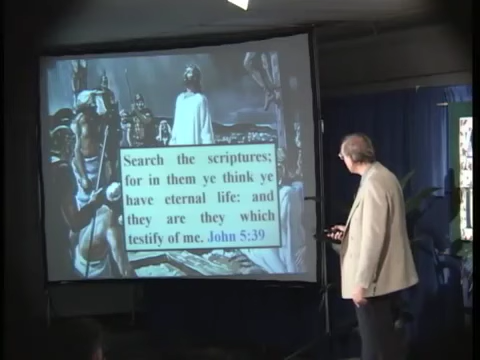 Search the scriptures;
for in them ye think ye
have eternal life: and
they are they which
testify of me. John 5:39